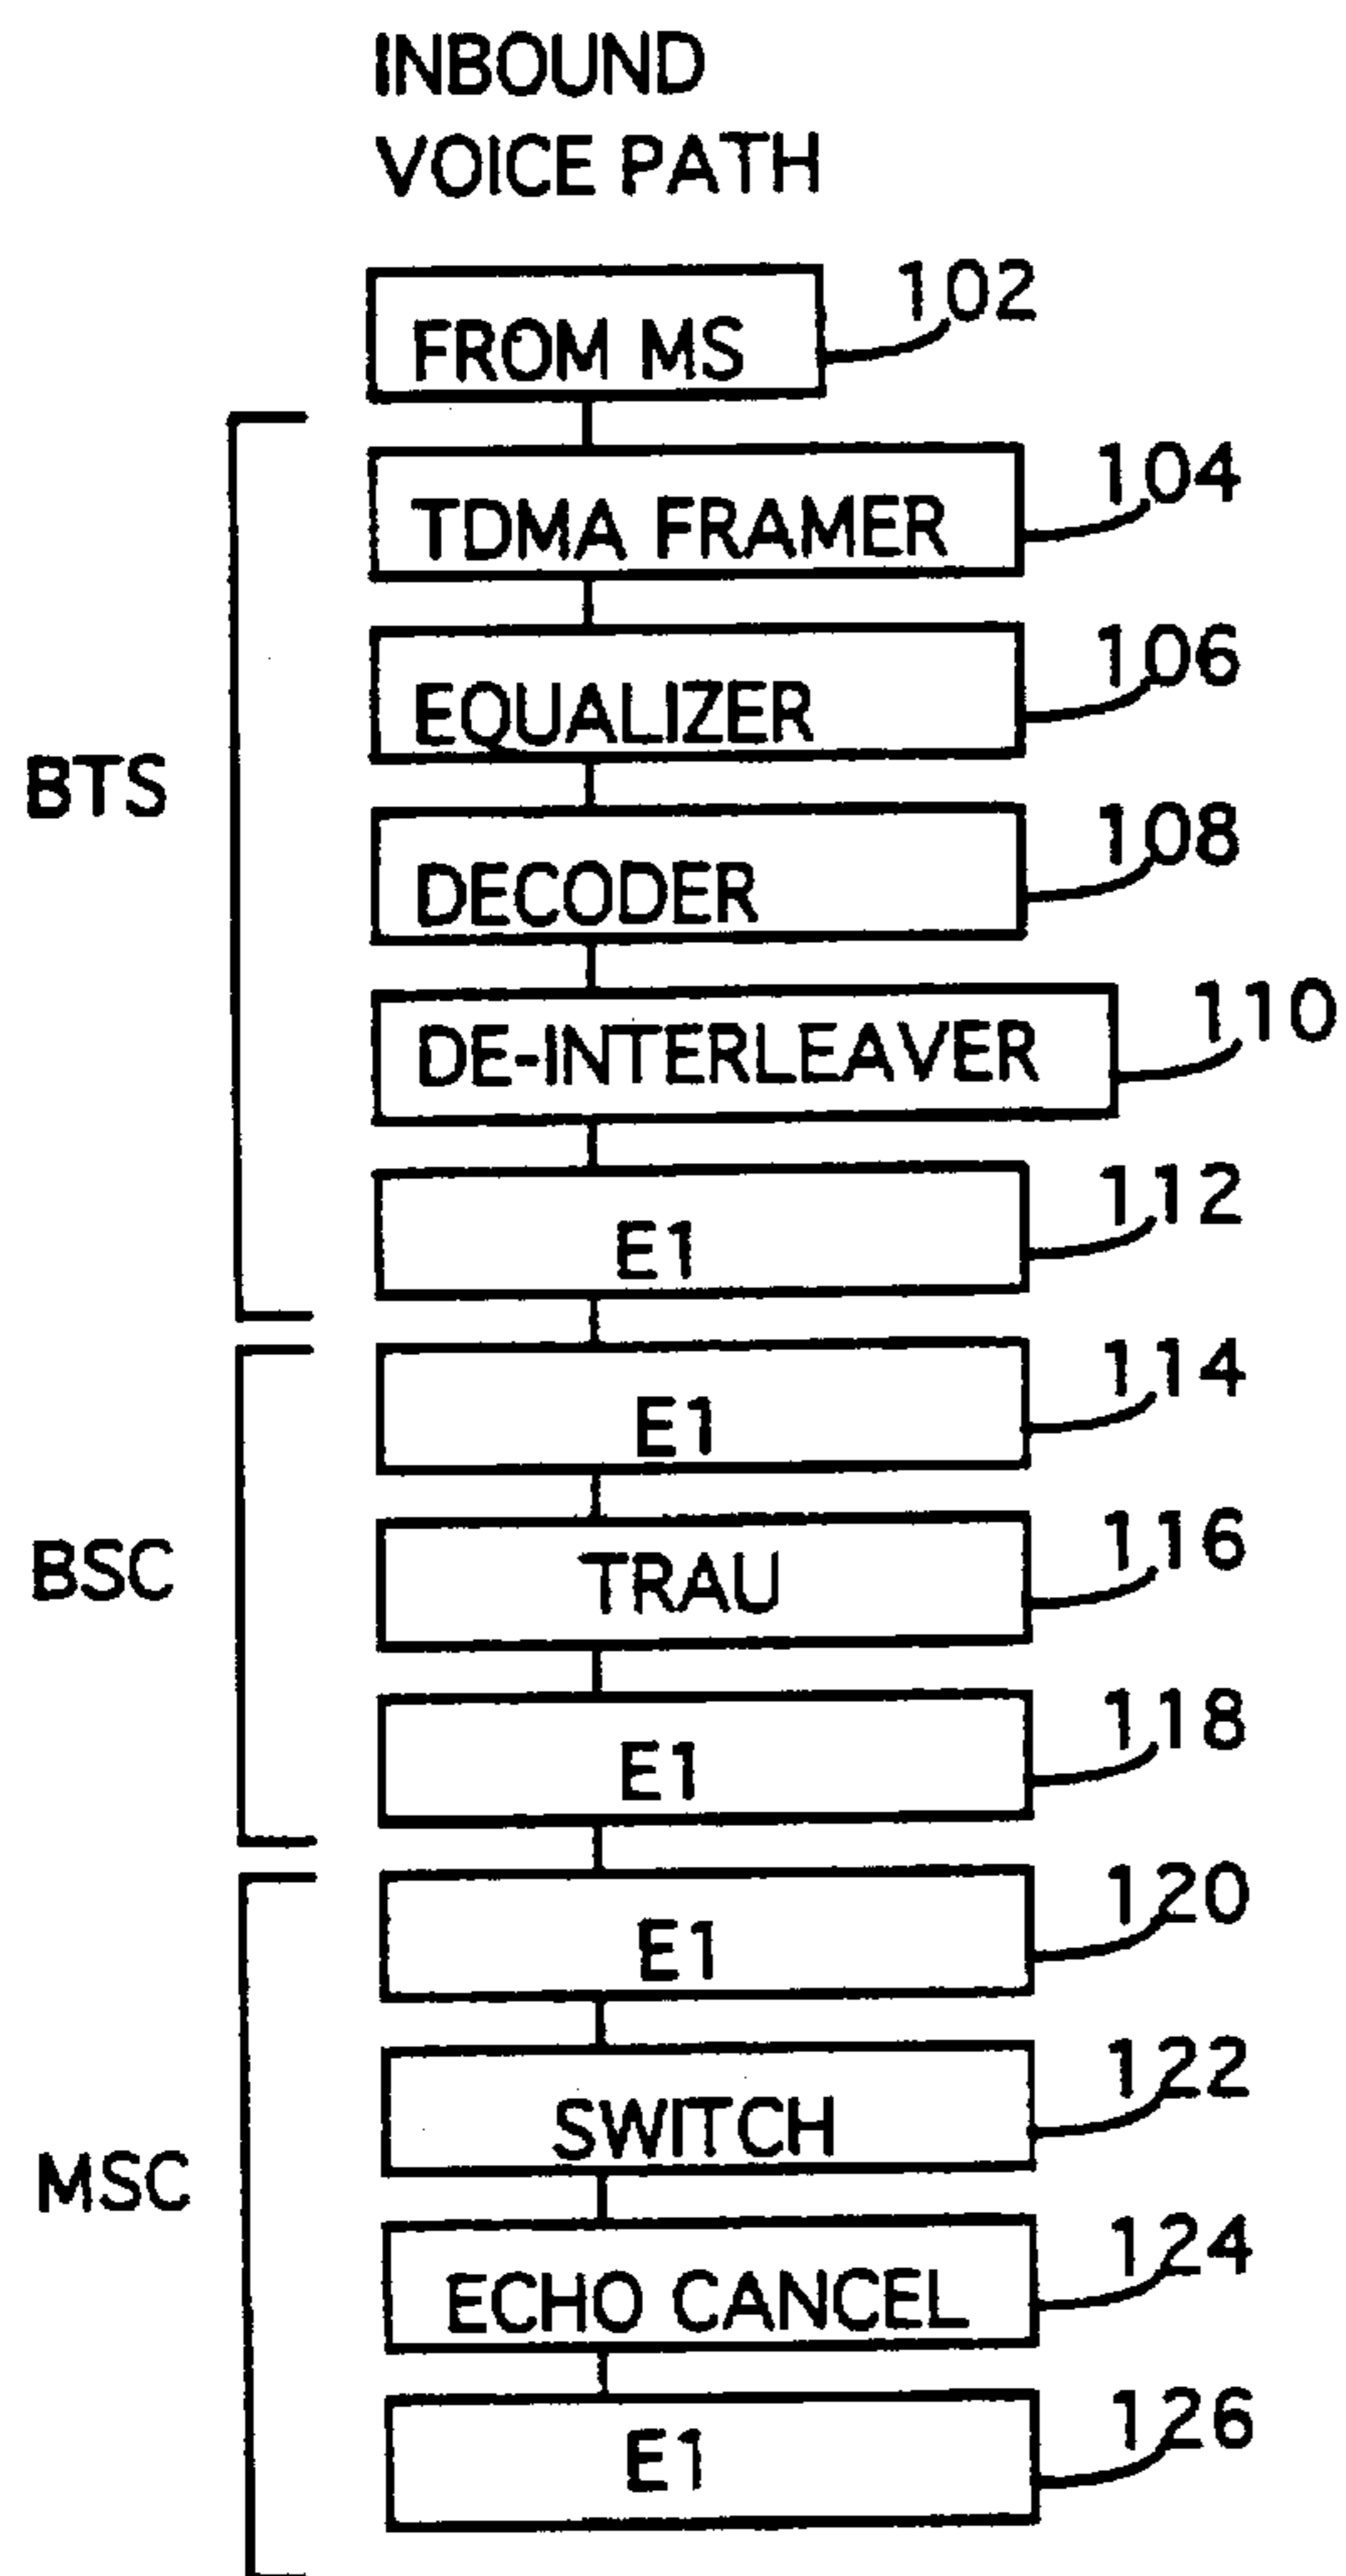 INBOUND
VOICE PATH
FROM MS
102
TDMA FRAMER
104
EQUALIZER
106
BTS
DECODER
108
DE-INTERLEAVER
110
E1
112
E1
114
BSC
TRAU
116
E1
118
E1
120
SWITCH
122
MSC
ECHO CANCEL
124
E1
126